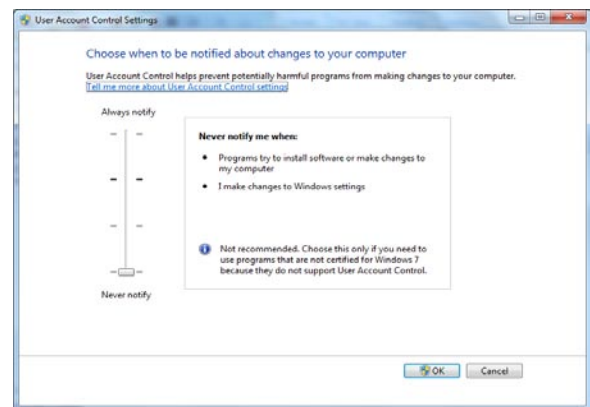 User Account Control Settings
Choose when to be notified about changes to your computer
User Account Control helps prevent potentially harmful programs from making changes to your computer.
Tell me more about User Account Control settings
Always notify
Never notify me when:
• Programs try to install software or make changes to
my computer
• I make changes to Windows settings
Not recommended. Choose this only if you need to
use programs that are not certified for Windows 7
because they do not support User Account Control.
Never notify
OK Cancel